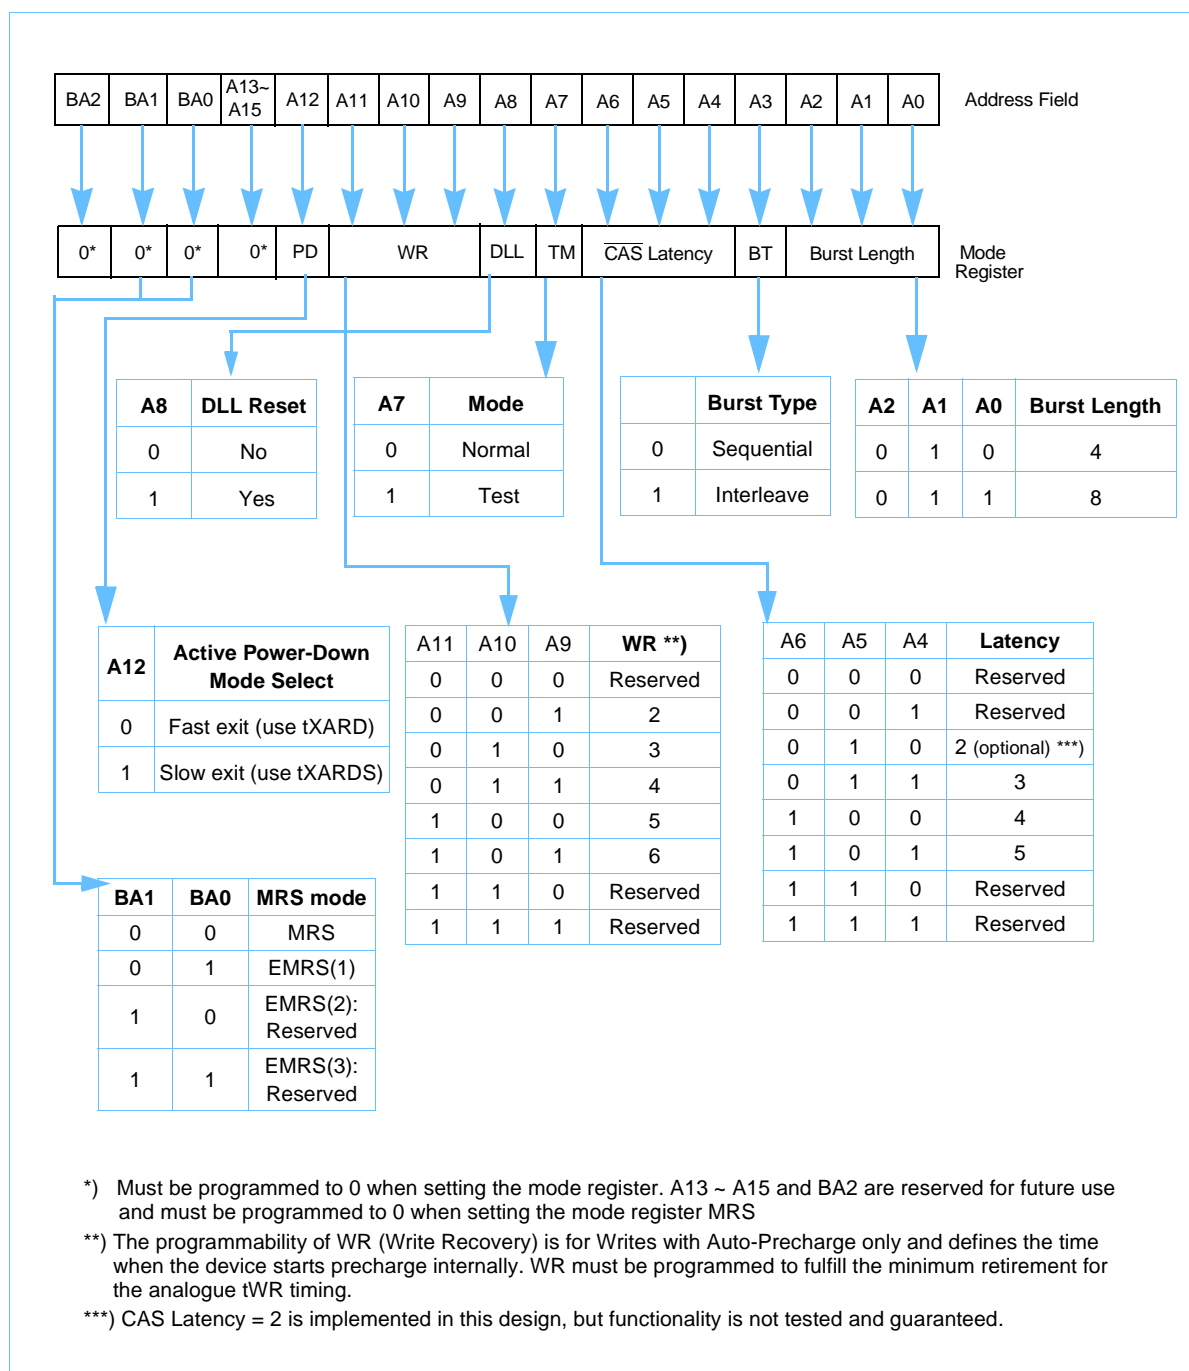 BA2 BA1 BA0 A13~ A15 A12 A11 A10 A9 A8 A7 A6 A5 A4 A3 A2 A1 A0 Address Field
0* 0* 0* 0* PD WR DLL TM CAS Latency BT Burst Length Mode Register
A8 DLL Reset
0 No
1 Yes
A7 Mode
0 Normal
1 Test
Burst Type
0 Sequential
1 Interleave
A2 A1 A0 Burst Length
0 1 0 4
0 1 1 8
A12 Active Power-Down
Mode Select
0 Fast exit (use tXARD)
1 Slow exit (use tXARDS)
A11 A10 A9 WR **)
0 0 0 Reserved
0 0 1 2
0 1 0 3
0 1 1 4
1 0 0 5
1 0 1 6
1 1 0 Reserved
1 1 1 Reserved
A6 A5 A4 Latency
0 0 0 Reserved
0 0 1 Reserved
0 1 0 2 (optional) ***)
0 1 1 3
1 0 0 4
1 0 1 5
1 1 0 Reserved
1 1 1 Reserved
BA1 BA0 MRS mode
0 0 MRS
0 1 EMRS(1)
1 0 EMRS(2):
Reserved
1 1 EMRS(3):
Reserved
*) Must be programmed to 0 when setting the mode register. A13 ~ A15 and BA2 are reserved for future use
and must be programmed to 0 when setting the mode register MRS
**) The programmability of WR (Write Recovery) is for Writes with Auto-Precharge only and defines the time
when the device starts precharge internally. WR must be programmed to fulfill the minimum retirement for
the analogue tWR timing.
***) CAS Latency = 2 is implemented in this design, but functionality is not tested and guaranteed.